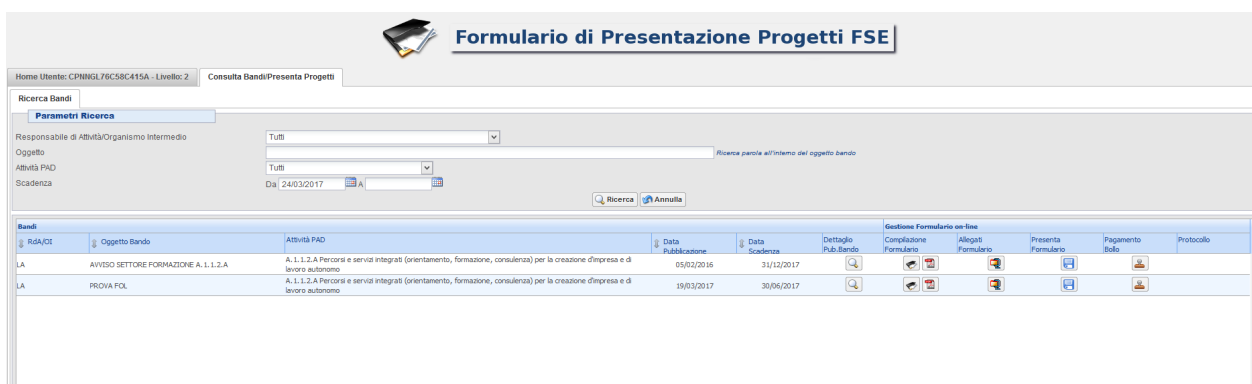 Formulario di Presentazione Progetti FSE
Home Utente: CPNNGL76C58C415A - Livello: 2 Consulta Bandi/Presenta Progetti
Ricerca Bandi
Parametri Ricerca
Responsabile di Attività/Organismo Intermedio Tutti
Oggetto Ricerca parola all'interno del oggetto bando
Attività PAD Tutti
Scadenza Da 24/03/2017 A
Ricerca Annulla
Bandi Gestione Formulario on-line
RdA/OI Oggetto Bando Attività PAD Data Pubblicazione Data Scadenza Dettaglio Pub.Bando Compilazione Formulario Allegati Formulario Presenta Formulario Pagamento Bollo Protocollo
LA AVVISO SETTORE FORMAZIONE A.1.1.2.A A.1.1.2.A Percorsi e servizi integrati (orientamento, formazione, consulenza) per la creazione d'impresa e di 05/02/2016 31/12/2017
lavoro autonomo
LA PROVA FOL A.1.1.2.A Percorsi e servizi integrati (orientamento, formazione, consulenza) per la creazione d'impresa e di 19/03/2017 30/06/2017
lavoro autonomo